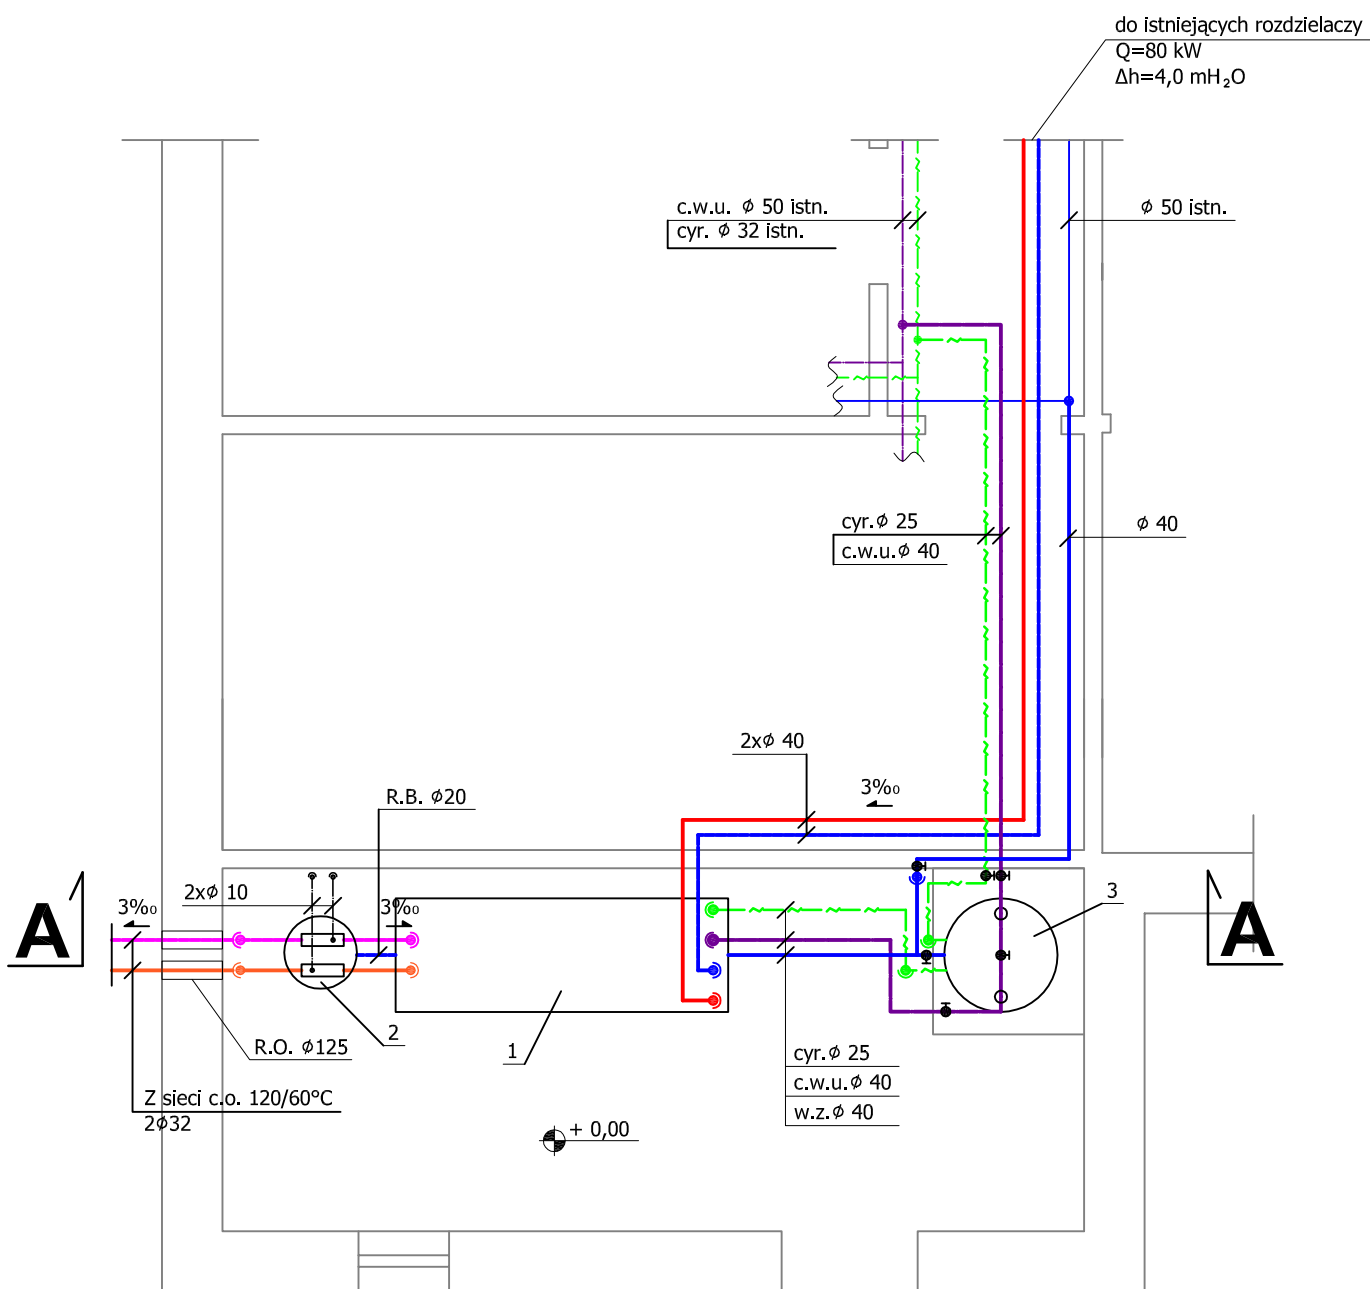 do istniejących rozdzielaczy
Q=80 kW
Δh=4,0 mH₂O
c.w.u. ϕ 50 istn.
cyr. ϕ 32 istn.
ϕ 50 istn.
cyr.ϕ 25
c.w.u.ϕ 40
ϕ 40
2xϕ 40
3‰
R.B. ϕ20
2xϕ 10
3‰
3‰
A
A
3
2
1
R.O. ϕ125
Z sieci c.o. 120/60°C
2ϕ32
cyr.ϕ 25
c.w.u.ϕ 40
w.z.ϕ 40
+ 0,00